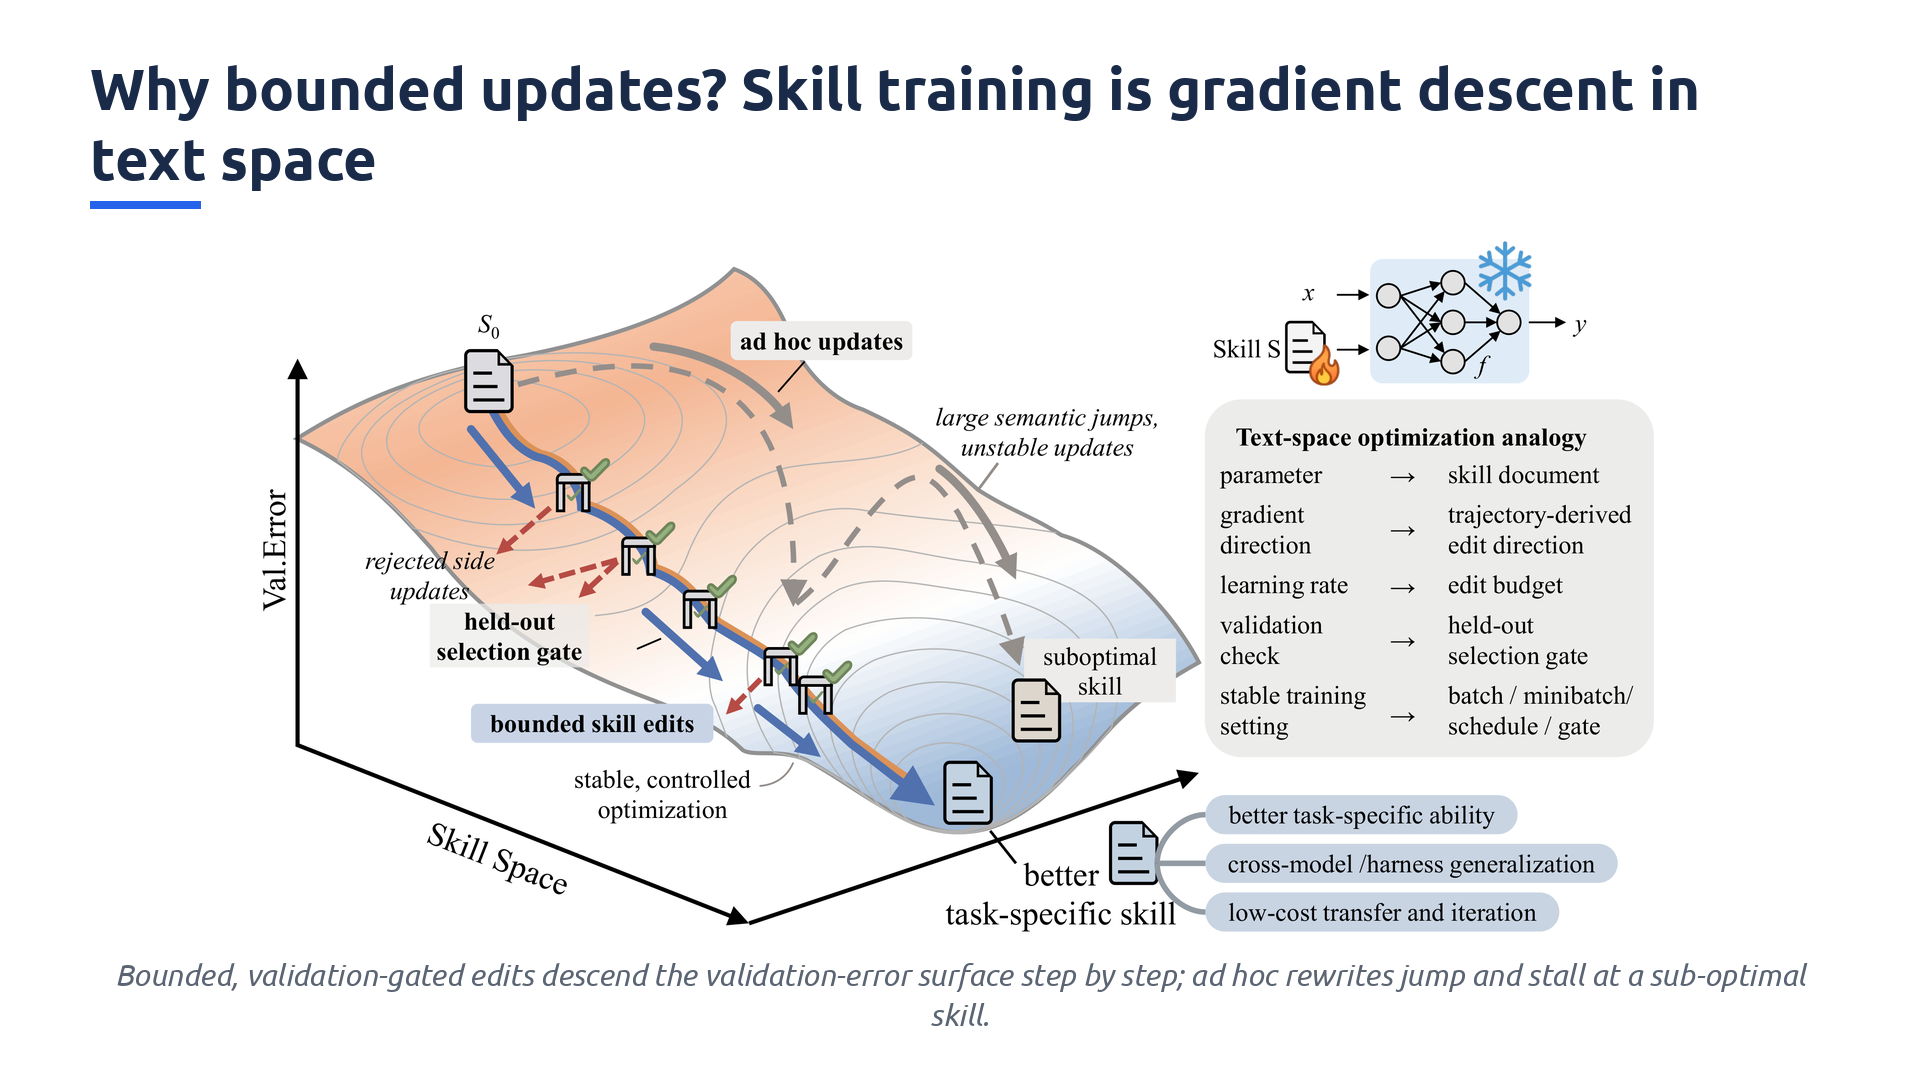 Why bounded updates? Skill training is gradient descent in
text space
S0
ad hoc updates
large semantic jumps,
unstable updates
Val.Error
rejected side
updates
held-out
selection gate
bounded skill edits
stable, controlled
optimization
suboptimal
skill
Skill Space
better
task-specific skill
x
Skill S
f
y
Text-space optimization analogy
parameter → skill document
gradient direction → trajectory-derived edit direction
learning rate → edit budget
validation check → held-out selection gate
stable training setting → batch / minibatch/ schedule / gate
better task-specific ability
cross-model /harness generalization
low-cost transfer and iteration
Bounded, validation-gated edits descend the validation-error surface step by step; ad hoc rewrites jump and stall at a sub-optimal
skill.